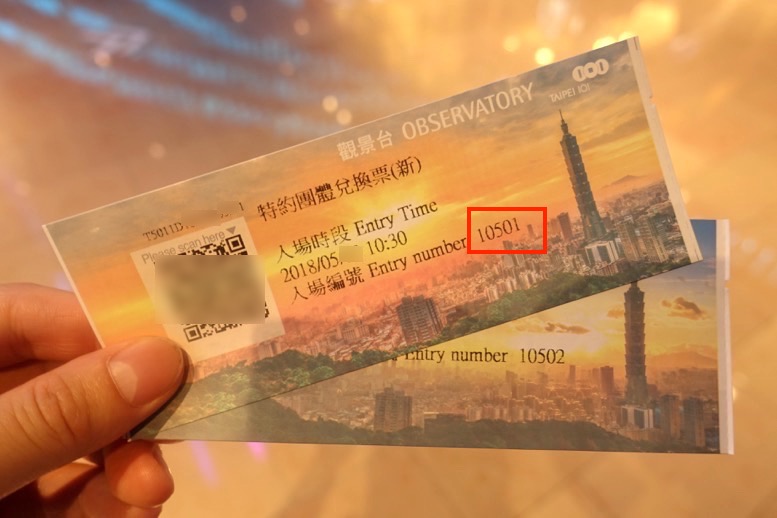 101
TAIPEI 101
觀景台 OBSERVATORY
特約團體兌換票(新)
Please scan here ▼
入場時段 Entry Time
2018/05/ 10:30
入場編號 Entry number 10501
Entry number 10502